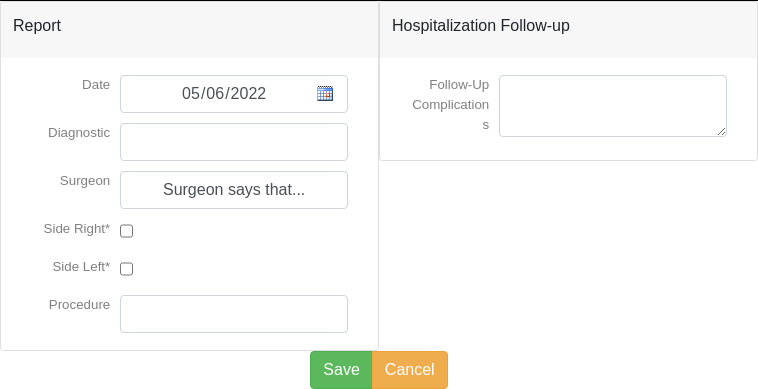 Report
Date
05/06/2022
Diagnostic
Surgeon
Surgeon says that...
Side Right*
Side Left*
Procedure
Hospitalization Follow-up
Follow-Up
Complication
s
Save
Cancel